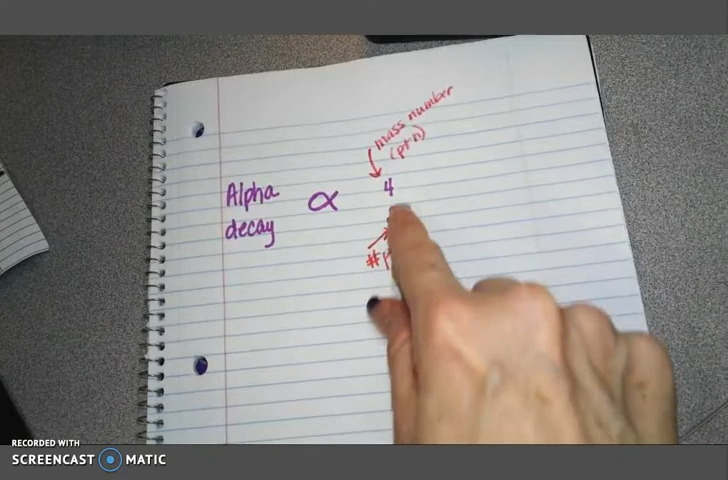 mass number
(p+n)
4
Alpha
decay
∝
#p
RECORDED WITH
SCREENCAST MATIC